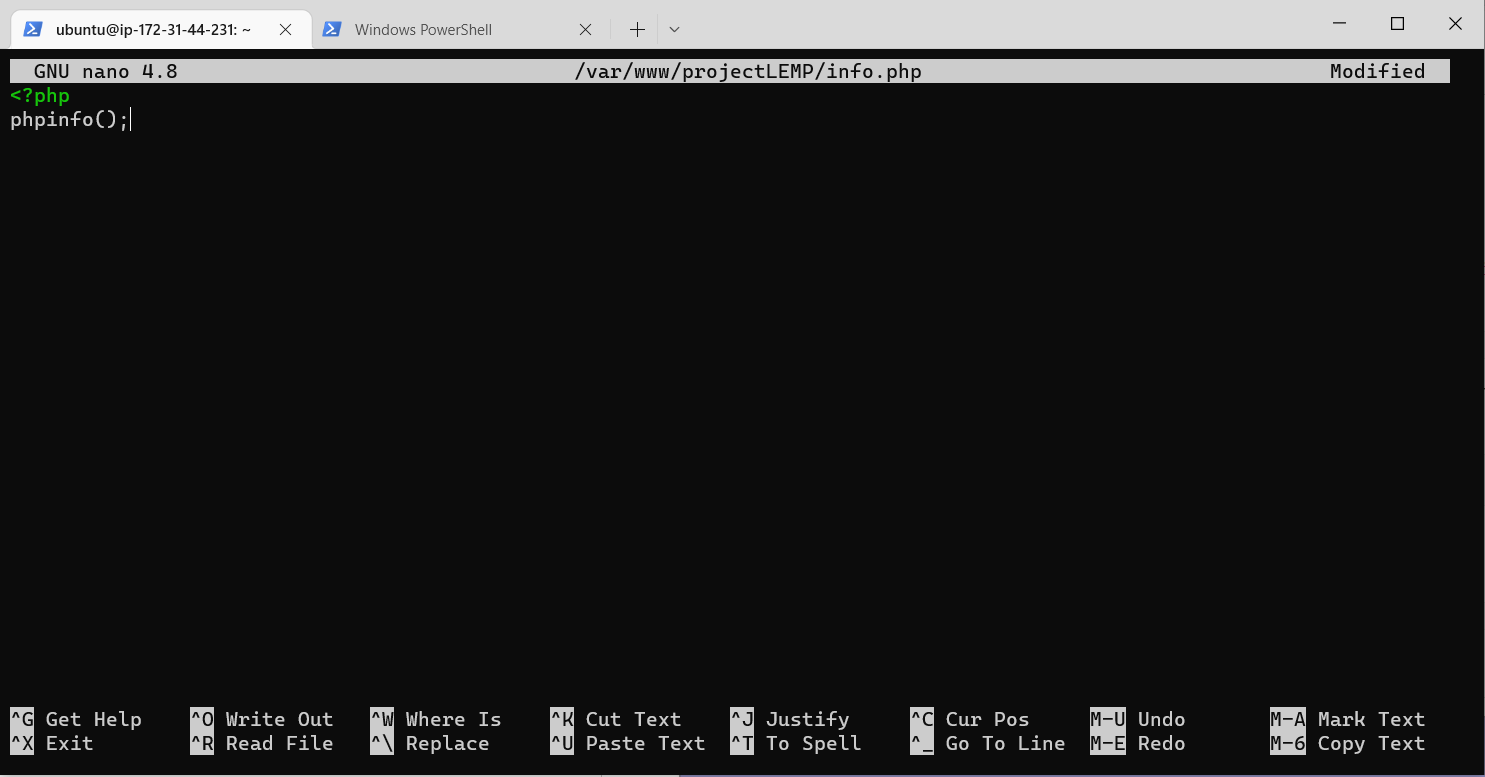 ubuntu@ip-172-31-44-231: ~ Windows PowerShell
GNU nano 4.8 /var/www/projectLEMP/info.php Modified
<?php
phpinfo();
^G Get Help ^O Write Out ^W Where Is ^K Cut Text ^J Justify ^C Cur Pos M-U Undo M-A Mark Text
^X Exit ^R Read File ^\ Replace ^U Paste Text ^T To Spell ^_ Go To Line M-E Redo M-6 Copy Text